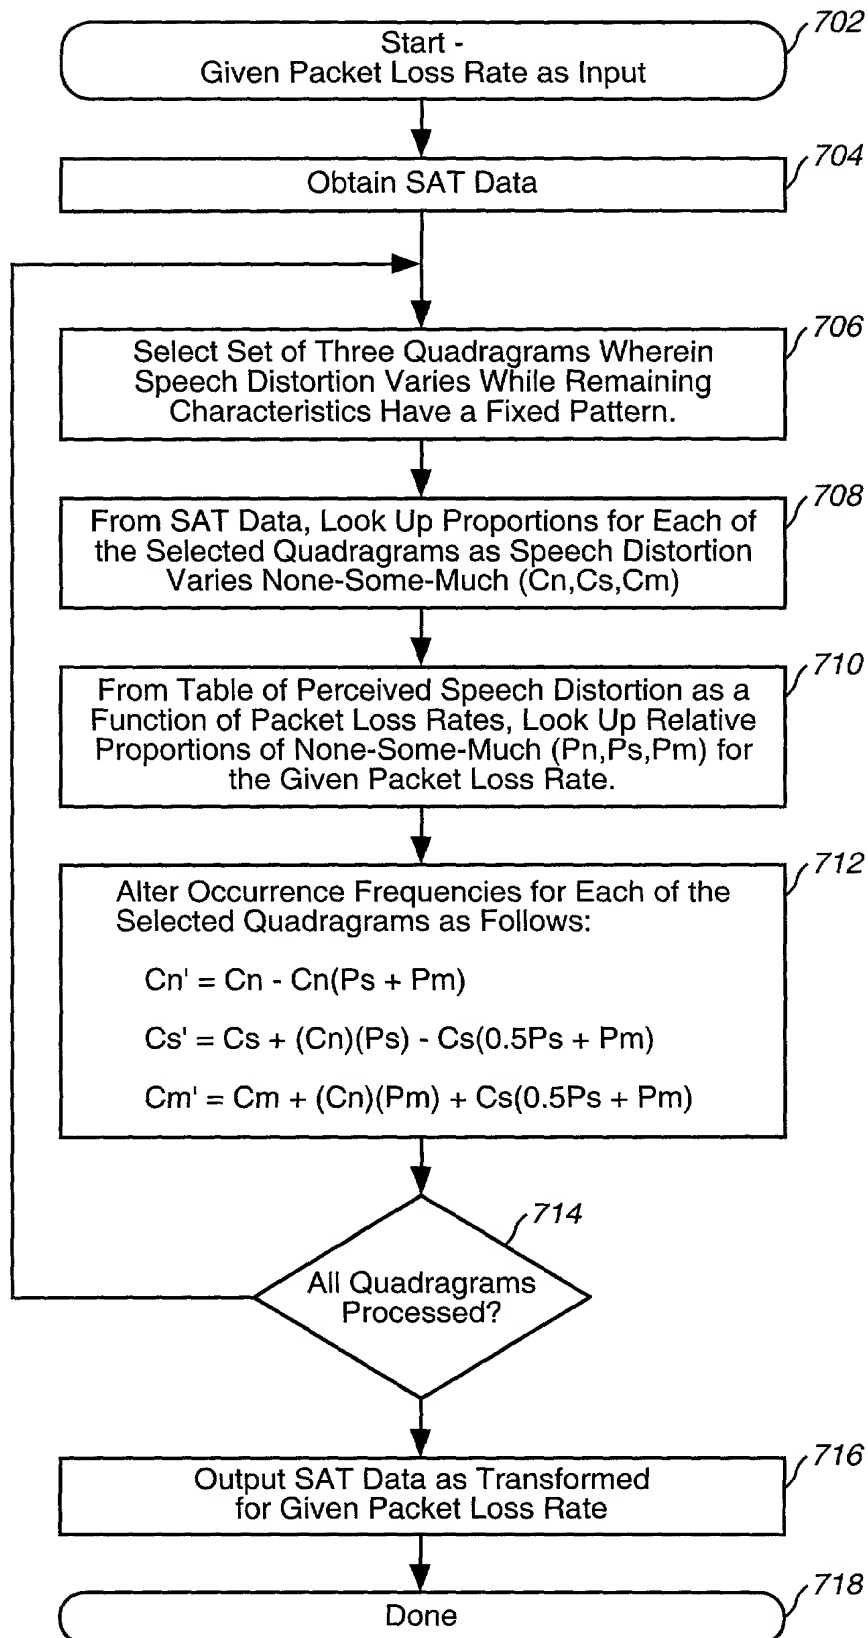 702
Start -
Given Packet Loss Rate as Input
704
Obtain SAT Data
706
Select Set of Three Quadragrams Wherein
Speech Distortion Varies While Remaining
Characteristics Have a Fixed Pattern.
708
From SAT Data, Look Up Proportions for Each of
the Selected Quadragrams as Speech Distortion
Varies None-Some-Much (Cn,Cs,Cm)
710
From Table of Perceived Speech Distortion as a
Function of Packet Loss Rates, Look Up Relative
Proportions of None-Some-Much (Pn,Ps,Pm) for
the Given Packet Loss Rate.
712
Alter Occurrence Frequencies for Each of the
Selected Quadragrams as Follows:
Cn' = Cn - Cn(Ps + Pm)
Cs' = Cs + (Cn)(Ps) - Cs(0.5Ps + Pm)
Cm' = Cm + (Cn)(Pm) + Cs(0.5Ps + Pm)
714
All Quadragrams
Processed?
716
Output SAT Data as Transformed
for Given Packet Loss Rate
718
Done